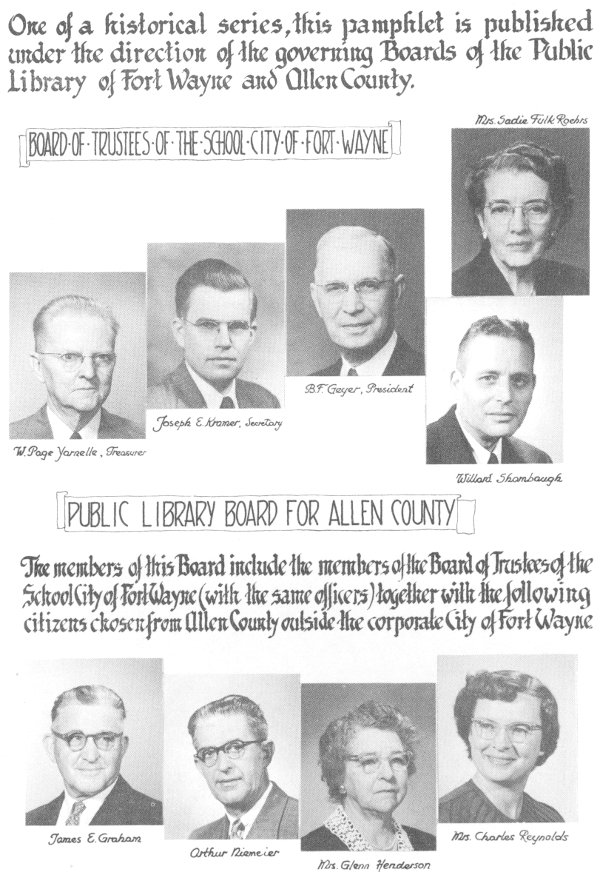 One of a historical series, this pamphlet is published
under the direction of the governing Boards of the Public
Library of Fort Wayne and Allen County.
BOARD·OF·TRUSTEES·OF·THE·SCHOOL·CITY·OF·FORT·WAYNE
Mrs. Sadie Fulk Roehrs
B.F. Geyer, President
Joseph E. Kramer, Secretary
W. Page Yarnelle, Treasurer
Willard Shambaugh
PUBLIC LIBRARY BOARD FOR ALLEN COUNTY
The members of this Board include the members of the Board of Trustees of the
School City of Fort Wayne (with the same officers) together with the following
citizens chosen from Allen County outside the corporate City of Fort Wayne
James E. Graham
Arthur Niemeier
Mrs. Glenn Henderson
Mrs. Charles Reynolds